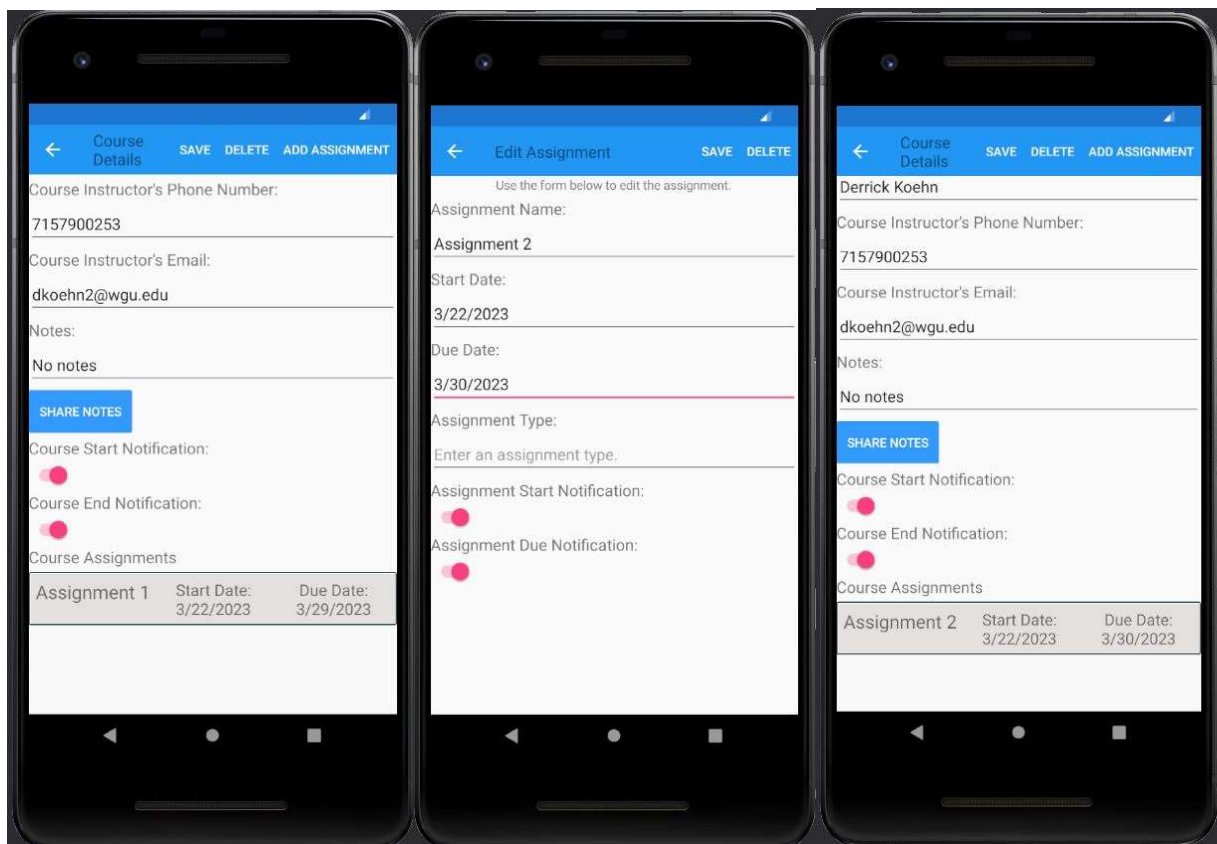 Course
Details
SAVE
DELETE
ADD ASSIGNMENT
Course Instructor's Phone Number:
7157900253
Course Instructor's Email:
dkoehn2@wgu.edu
Notes:
No notes
SHARE NOTES
Course Start Notification:
Course End Notification:
Course Assignments
Assignment 1
Start Date:
3/22/2023
Due Date:
3/29/2023
Edit Assignment
SAVE
DELETE
Use the form below to edit the assignment.
Assignment Name:
Assignment 2
Start Date:
3/22/2023
Due Date:
3/30/2023
Assignment Type:
Enter an assignment type.
Assignment Start Notification:
Assignment Due Notification:
Course
Details
SAVE
DELETE
ADD ASSIGNMENT
Derrick Koehn
Course Instructor's Phone Number:
7157900253
Course Instructor's Email:
dkoehn2@wgu.edu
Notes:
No notes
SHARE NOTES
Course Start Notification:
Course End Notification:
Course Assignments
Assignment 2
Start Date:
3/22/2023
Due Date:
3/30/2023